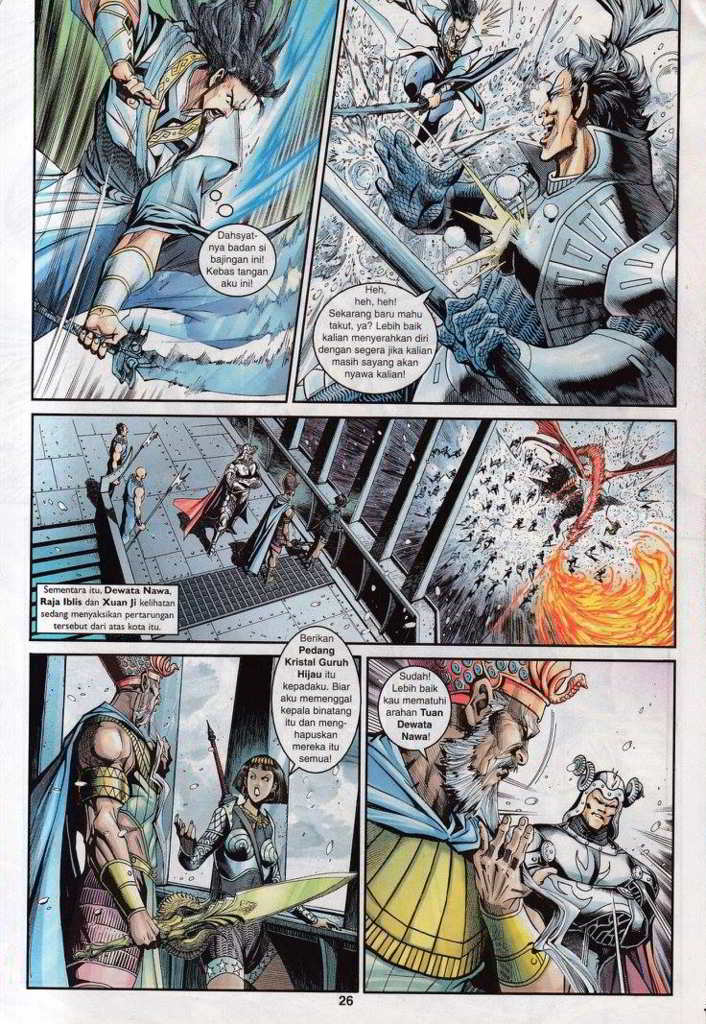 Dahsyat-
nya badan si
bajingan ini!
Kebas tangan
aku ini!
Heh,
heh, heh!
Sekarang baru mahu
takut, ya? Lebih baik
kalian menyerahkan diri
dengan segera jika kalian
masih sayang akan
nyawa kalian!
Sementara itu, Dewata Nawa,
Raja Iblis dan Xuan Ji kelihatan
sedang menyaksikan pertarungan
tersebut dari atas kota itu.
Berikan
Pedang
Kristal Guruh
Hijau itu
kepadaku. Biar
aku memenggal
kepala binatang
itu dan meng-
hapuskan
mereka itu
semua!
Sudah!
Lebih baik
kau mematuhi
arahan Tuan
Dewata
Nawa!
26